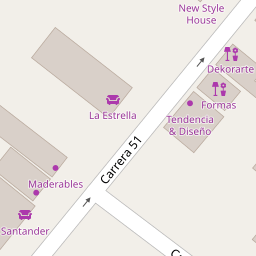 New Style
House
Dekorarte
Formas
La Estrella
Tendencia
& Diseño
Carrera 51
Maderables
Santander